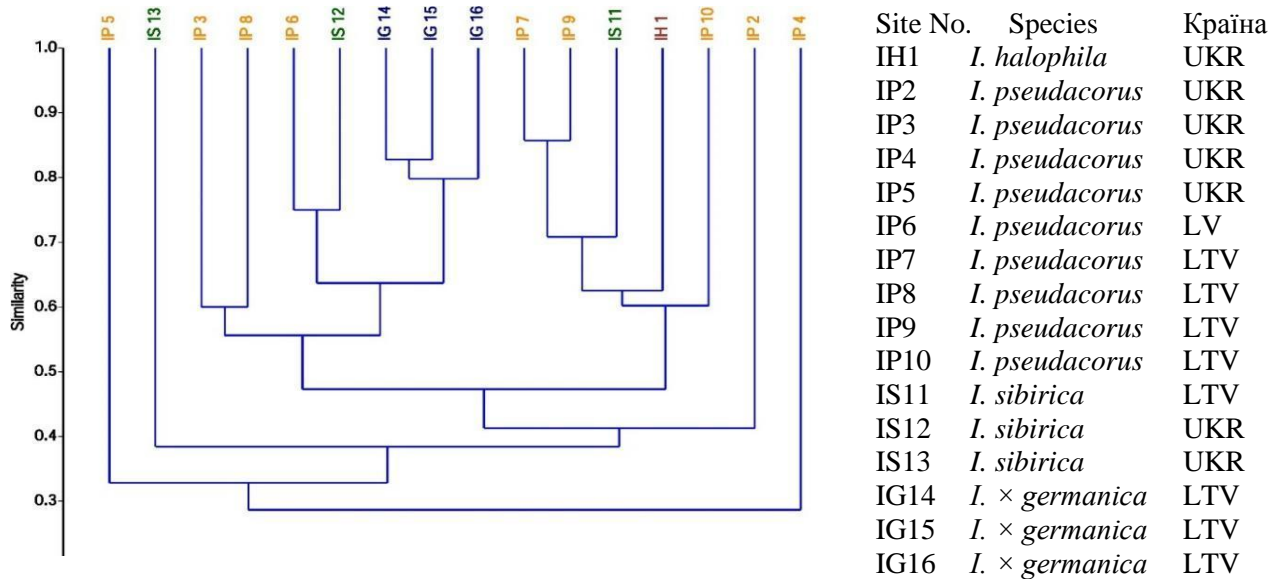 IP 5 IS 13 IP 3 IP 8 IP 6 IS 12 IG 14 IG 15 IG 16 IP 7 IP 9 IS 11 IH 1 IP 10 IP 2 IP 4
1.0
0.9
0.8
0.7
0.6
0.5
0.4
0.3
Similarity
Site No. Species Країна
IH1 I. halophila UKR
IP2 I. pseudacorus UKR
IP3 I. pseudacorus UKR
IP4 I. pseudacorus UKR
IP5 I. pseudacorus UKR
IP6 I. pseudacorus LV
IP7 I. pseudacorus LTV
IP8 I. pseudacorus LTV
IP9 I. pseudacorus LTV
IP10 I. pseudacorus LTV
IS11 I. sibirica LTV
IS12 I. sibirica UKR
IS13 I. sibirica UKR
IG14 I. × germanica LTV
IG15 I. × germanica LTV
IG16 I. × germanica LTV